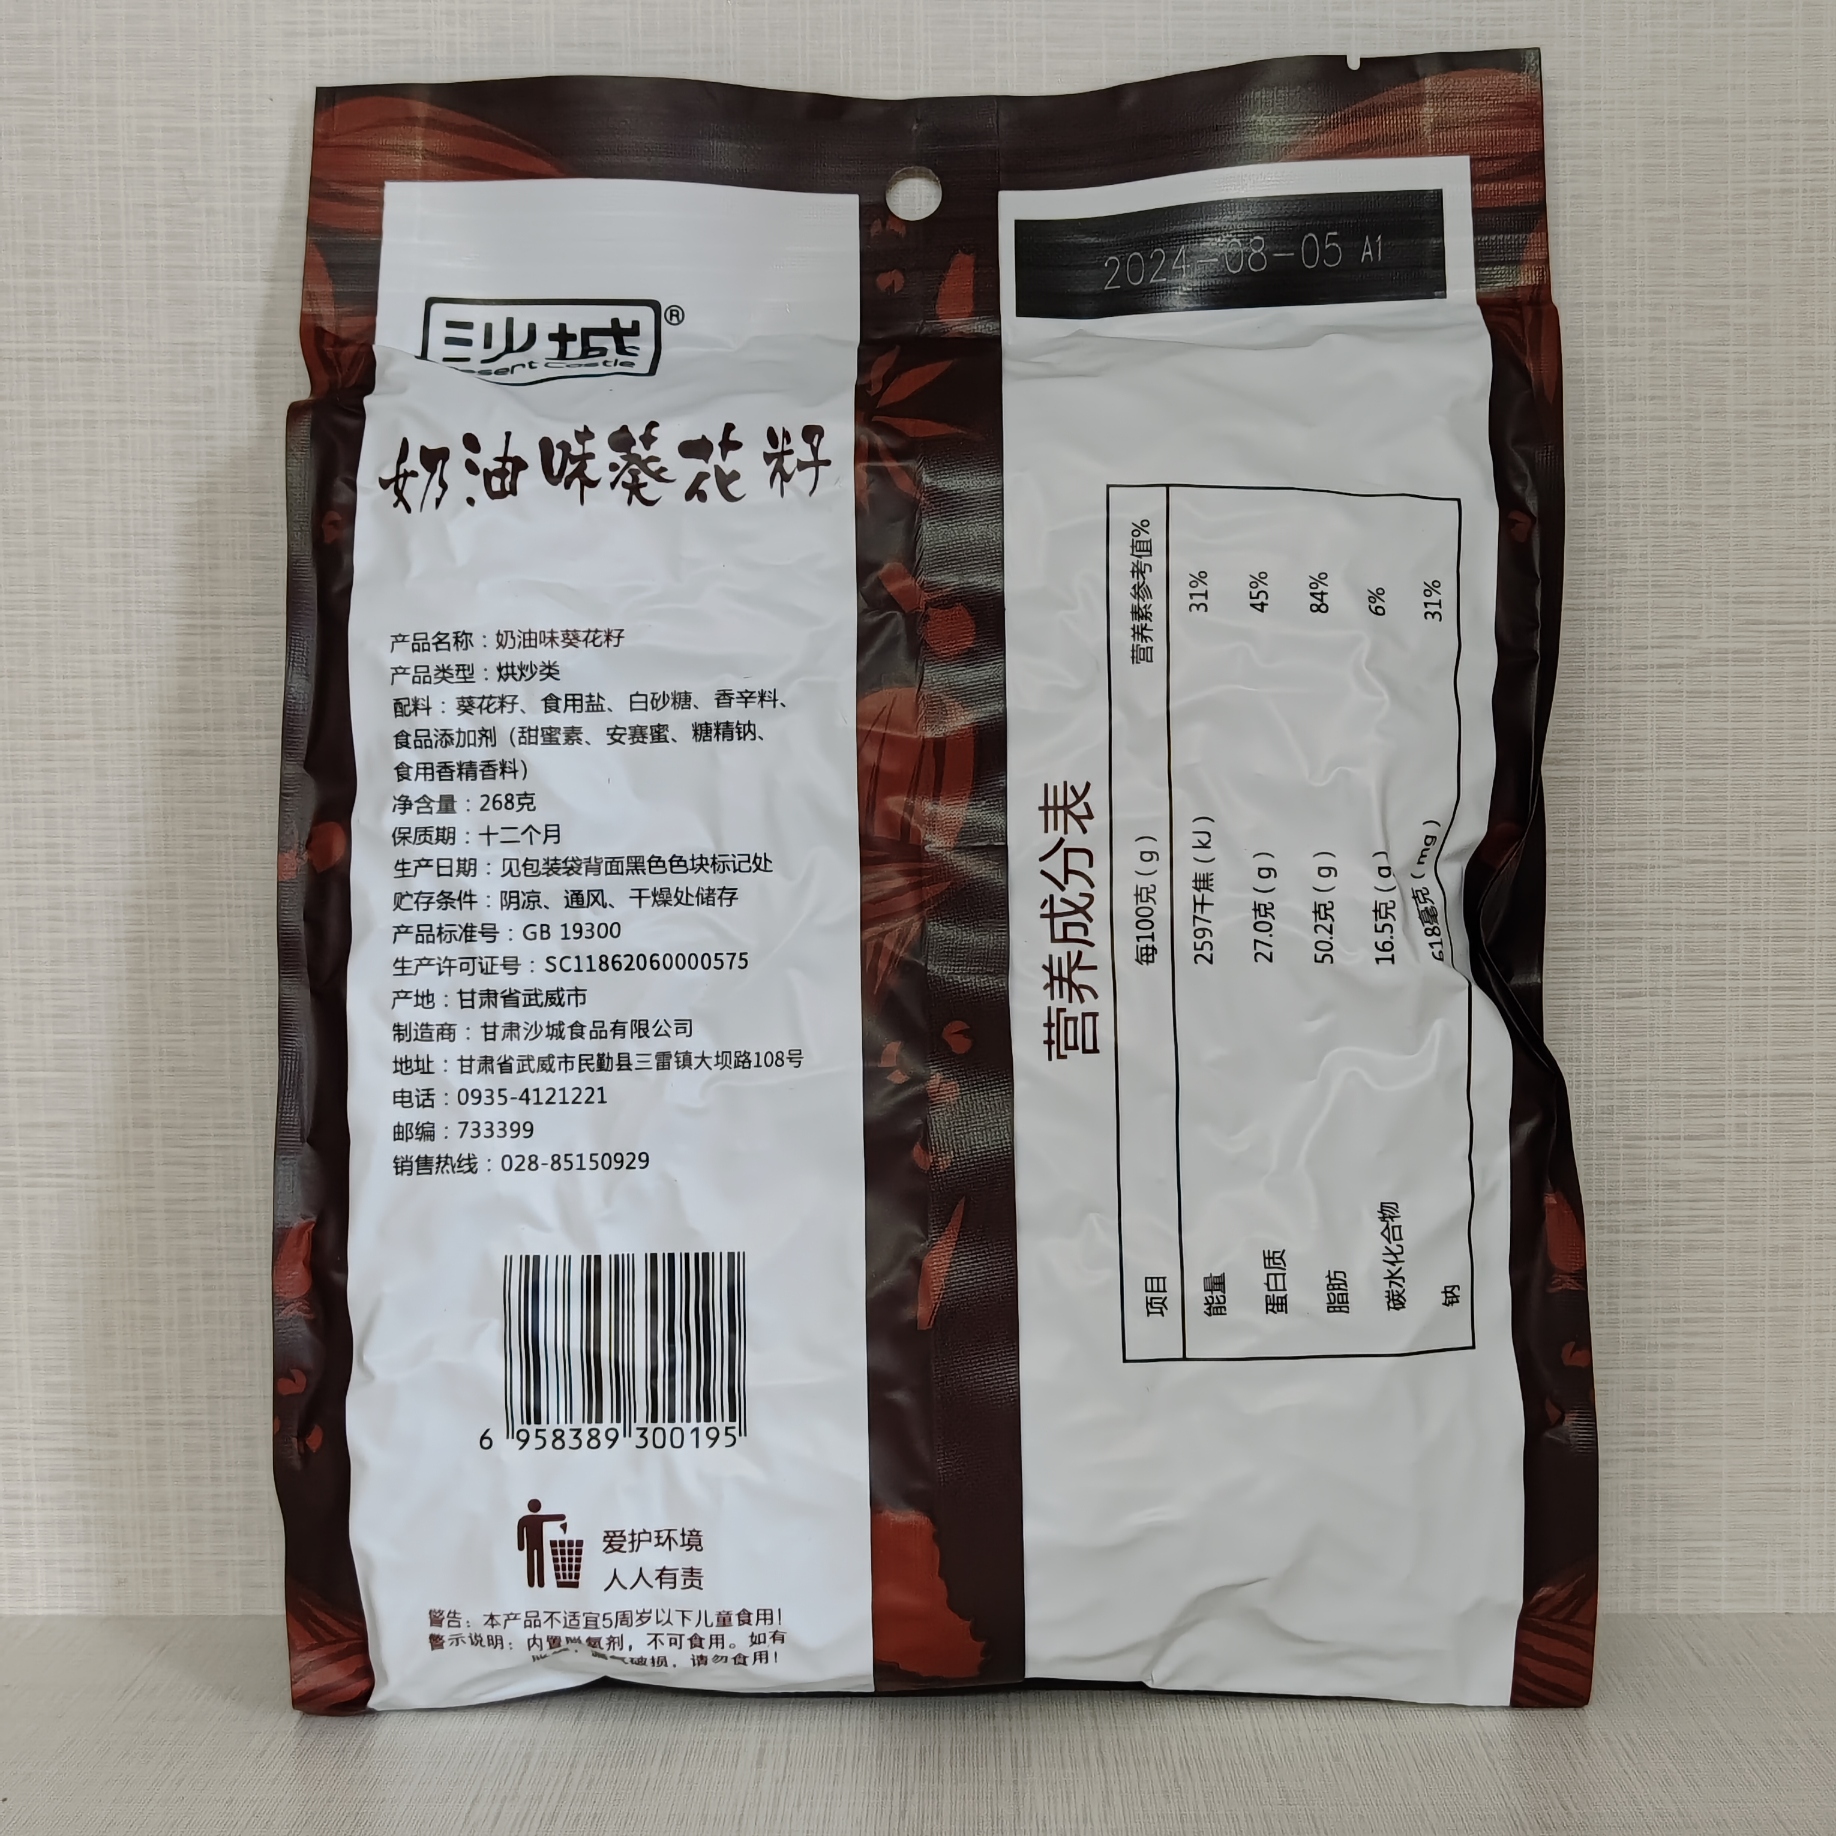 沙城®
Desert Castle
奶油味葵花籽
产品名称：奶油味葵花籽
产品类型：烘炒类
配料：葵花籽、食用盐、白砂糖、香辛料、
食品添加剂（甜蜜素、安赛蜜、糖精钠、
食用香精香料）
净含量：268克
保质期：十二个月
生产日期：见包装袋背面黑色色块标记处
贮存条件：阴凉、通风、干燥处储存
产品标准号：GB 19300
生产许可证号：SC11862060000575
产地：甘肃省武威市
制造商：甘肃沙城食品有限公司
地址：甘肃省武威市民勤县三雷镇大坝路108号
电话：0935-4121221
邮编：733399
销售热线：028-85150929
6 958389 300195
爱护环境
人人有责
警告：本产品不适宜5周岁以下儿童食用！
警示说明：内置脱氧剂，不可食用。如有
破损，请勿食用！
2024-08-05 A1
营养成分表
项目 每100克（g） 营养素参考值%
能量 2597千焦（kJ） 31%
蛋白质 27.0克（g） 45%
脂肪 50.2克（g） 84%
碳水化合物 16.5克（g） 6%
钠 618毫克（mg） 31%